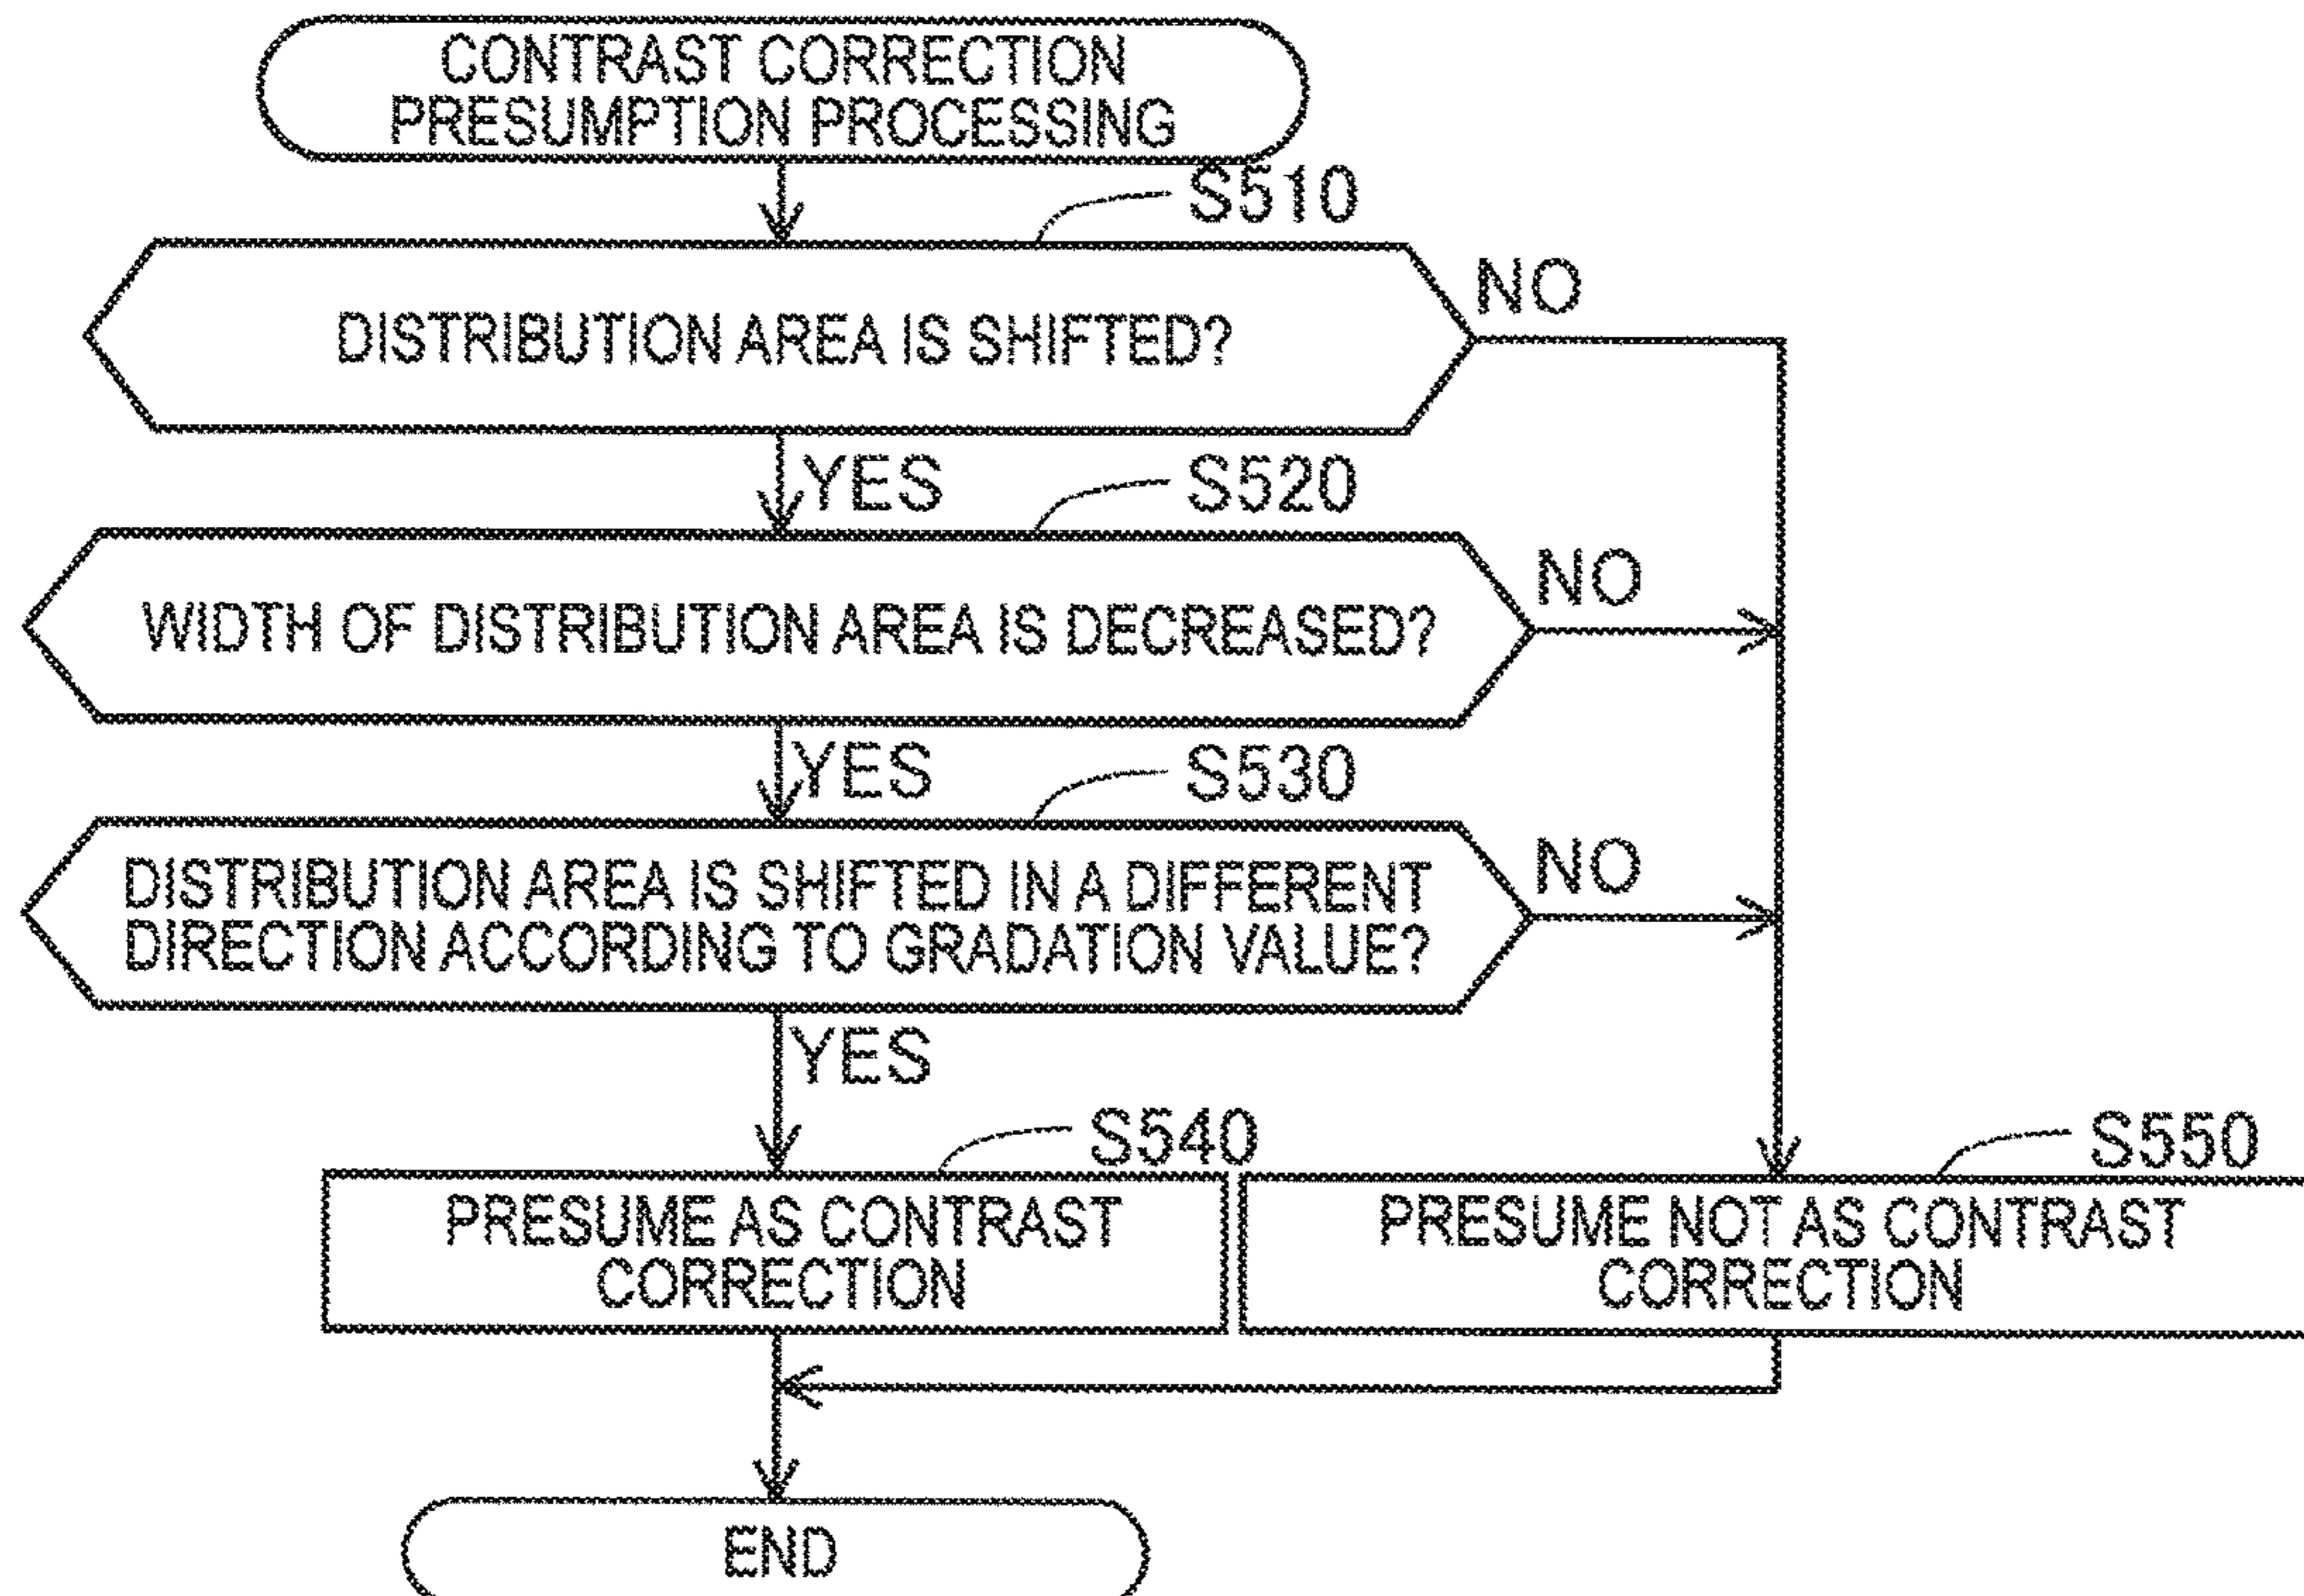 CONTRAST CORRECTION
PRESUMPTION PROCESSING
S510
DISTRIBUTION AREA IS SHIFTED?
NO
YES
S520
WIDTH OF DISTRIBUTION AREA IS DECREASED?
NO
YES
S530
DISTRIBUTION AREA IS SHIFTED IN A DIFFERENT
DIRECTION ACCORDING TO GRADATION VALUE?
NO
YES
S540
PRESUME AS CONTRAST
CORRECTION
S550
PRESUME NOT AS CONTRAST
CORRECTION
END